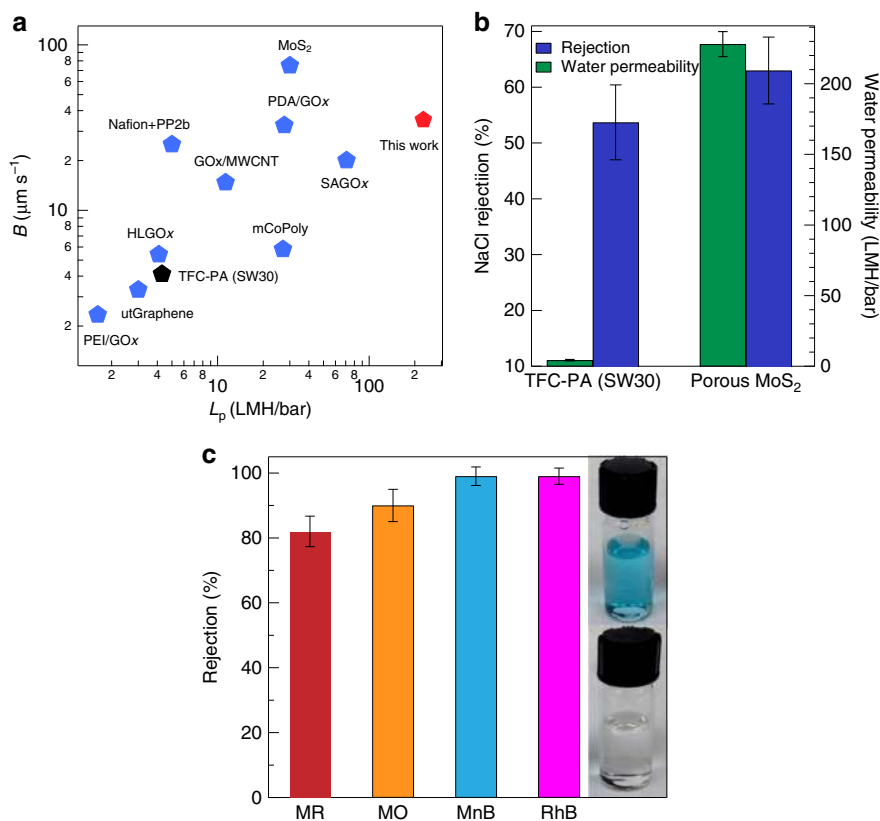 a
100
8
6
4
2
10
8
6
4
2
B (μm s⁻¹)
MoS₂
PDA/GOx
Nafion+PP2b
This work
GOx/MWCNT
SAGOx
HLGOx
mCoPoly
TFC-PA (SW30)
utGraphene
PEI/GOx
2 4 6 8 10 2 4 6 8 100 2
Lₚ (LMH/bar)
b
70
60
50
40
30
20
10
NaCl rejectiion (%)
Rejection
Water permeability
200
150
100
50
0
Water permeability
(LMH/bar)
TFC-PA (SW30) Porous MoS₂
c
100
80
60
40
20
0
Rejection (%)
MR MO MnB RhB